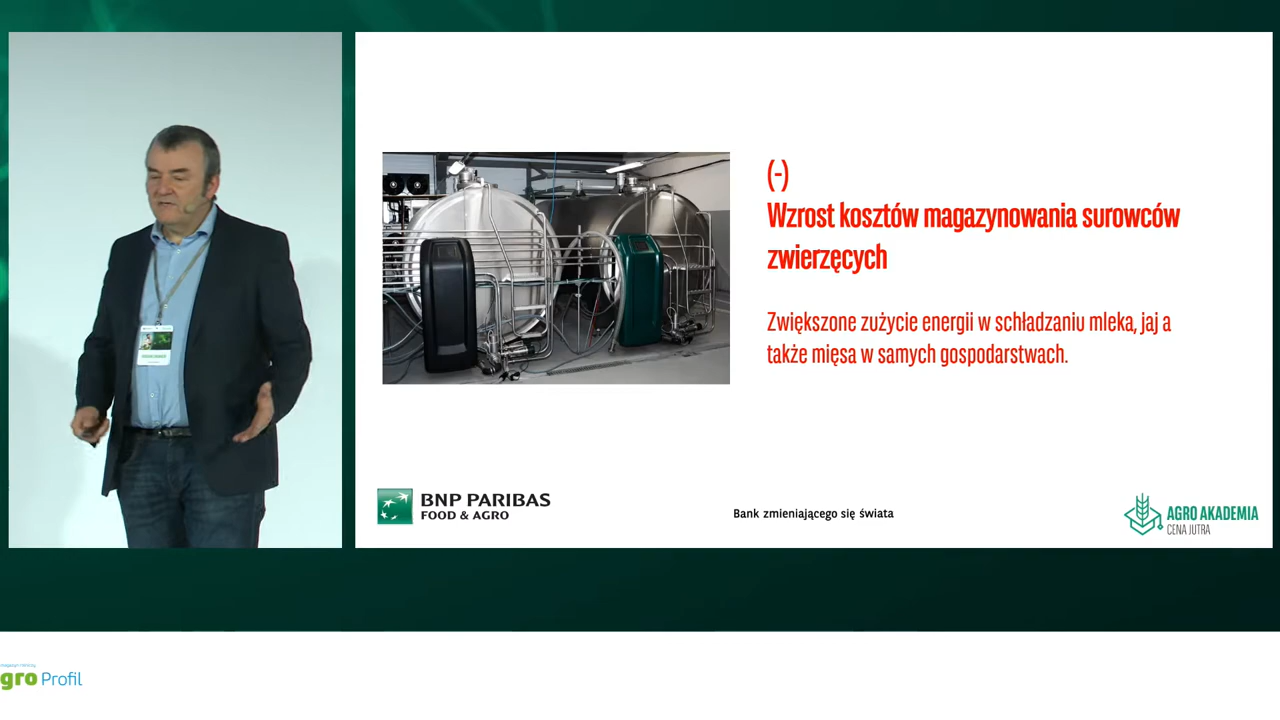 (-)
Wzrost kosztów magazynowania surowców
zwierzęcych
Zwiększone zużycie energii w schładzaniu mleka, jaj a
także mięsa w samych gospodarstwach.
BNP PARIBAS
FOOD & AGRO
Bank zmieniającego się świata
AGRO AKADEMIA
CENA JUTRA
gro Profil